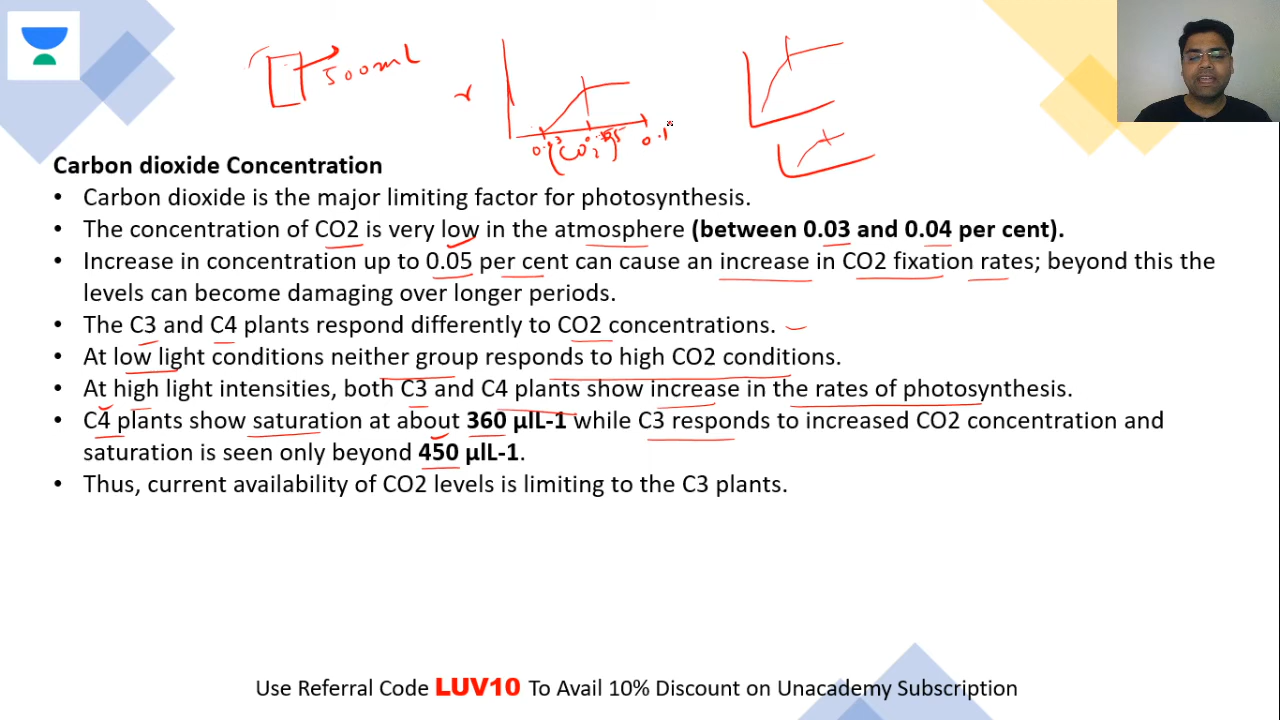 500mL
0.03
0.05
0.1
(CO2)
Carbon dioxide Concentration
• Carbon dioxide is the major limiting factor for photosynthesis.
• The concentration of CO2 is very low in the atmosphere (between 0.03 and 0.04 per cent).
• Increase in concentration up to 0.05 per cent can cause an increase in CO2 fixation rates; beyond this the
levels can become damaging over longer periods.
• The C3 and C4 plants respond differently to CO2 concentrations.
• At low light conditions neither group responds to high CO2 conditions.
• At high light intensities, both C3 and C4 plants show increase in the rates of photosynthesis.
• C4 plants show saturation at about 360 µlL-1 while C3 responds to increased CO2 concentration and
saturation is seen only beyond 450 µlL-1.
• Thus, current availability of CO2 levels is limiting to the C3 plants.
Use Referral Code LUV10 To Avail 10% Discount on Unacademy Subscription